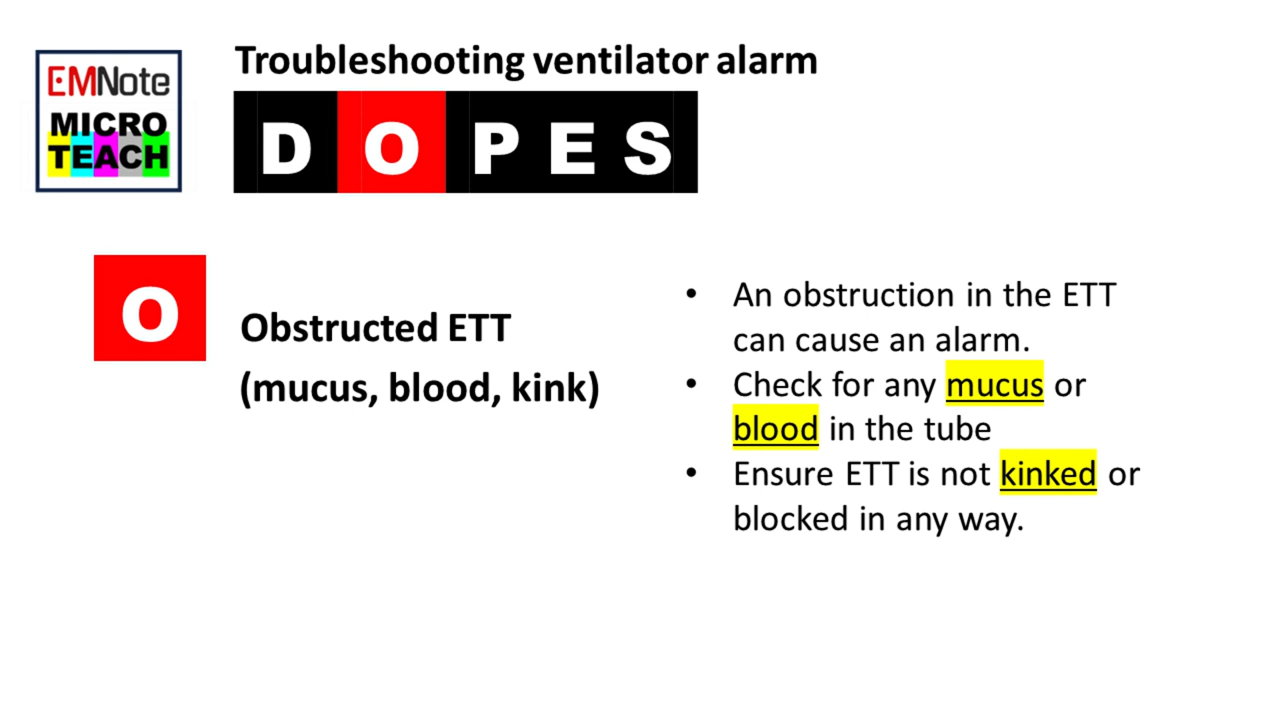 Troubleshooting ventilator alarm
EMNote
MICRO
TEACH
D O P E S
O
Obstructed ETT
(mucus, blood, kink)
• An obstruction in the ETT
can cause an alarm.
• Check for any mucus or
blood in the tube
• Ensure ETT is not kinked or
blocked in any way.